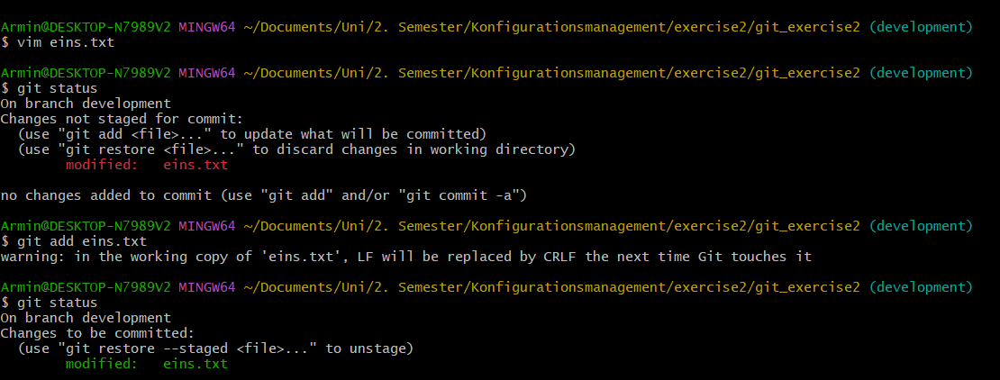 Armin@DESKTOP-N7989V2 MINGW64 ~/Documents/Uni/2. Semester/Konfigurationsmanagement/exercise2/git_exercise2 (development)
$ vim eins.txt

Armin@DESKTOP-N7989V2 MINGW64 ~/Documents/Uni/2. Semester/Konfigurationsmanagement/exercise2/git_exercise2 (development)
$ git status
On branch development
Changes not staged for commit:
  (use "git add <file>..." to update what will be committed)
  (use "git restore <file>..." to discard changes in working directory)
        modified:   eins.txt

no changes added to commit (use "git add" and/or "git commit -a")

Armin@DESKTOP-N7989V2 MINGW64 ~/Documents/Uni/2. Semester/Konfigurationsmanagement/exercise2/git_exercise2 (development)
$ git add eins.txt
warning: in the working copy of 'eins.txt', LF will be replaced by CRLF the next time Git touches it

Armin@DESKTOP-N7989V2 MINGW64 ~/Documents/Uni/2. Semester/Konfigurationsmanagement/exercise2/git_exercise2 (development)
$ git status
On branch development
Changes to be committed:
  (use "git restore --staged <file>..." to unstage)
        modified:   eins.txt